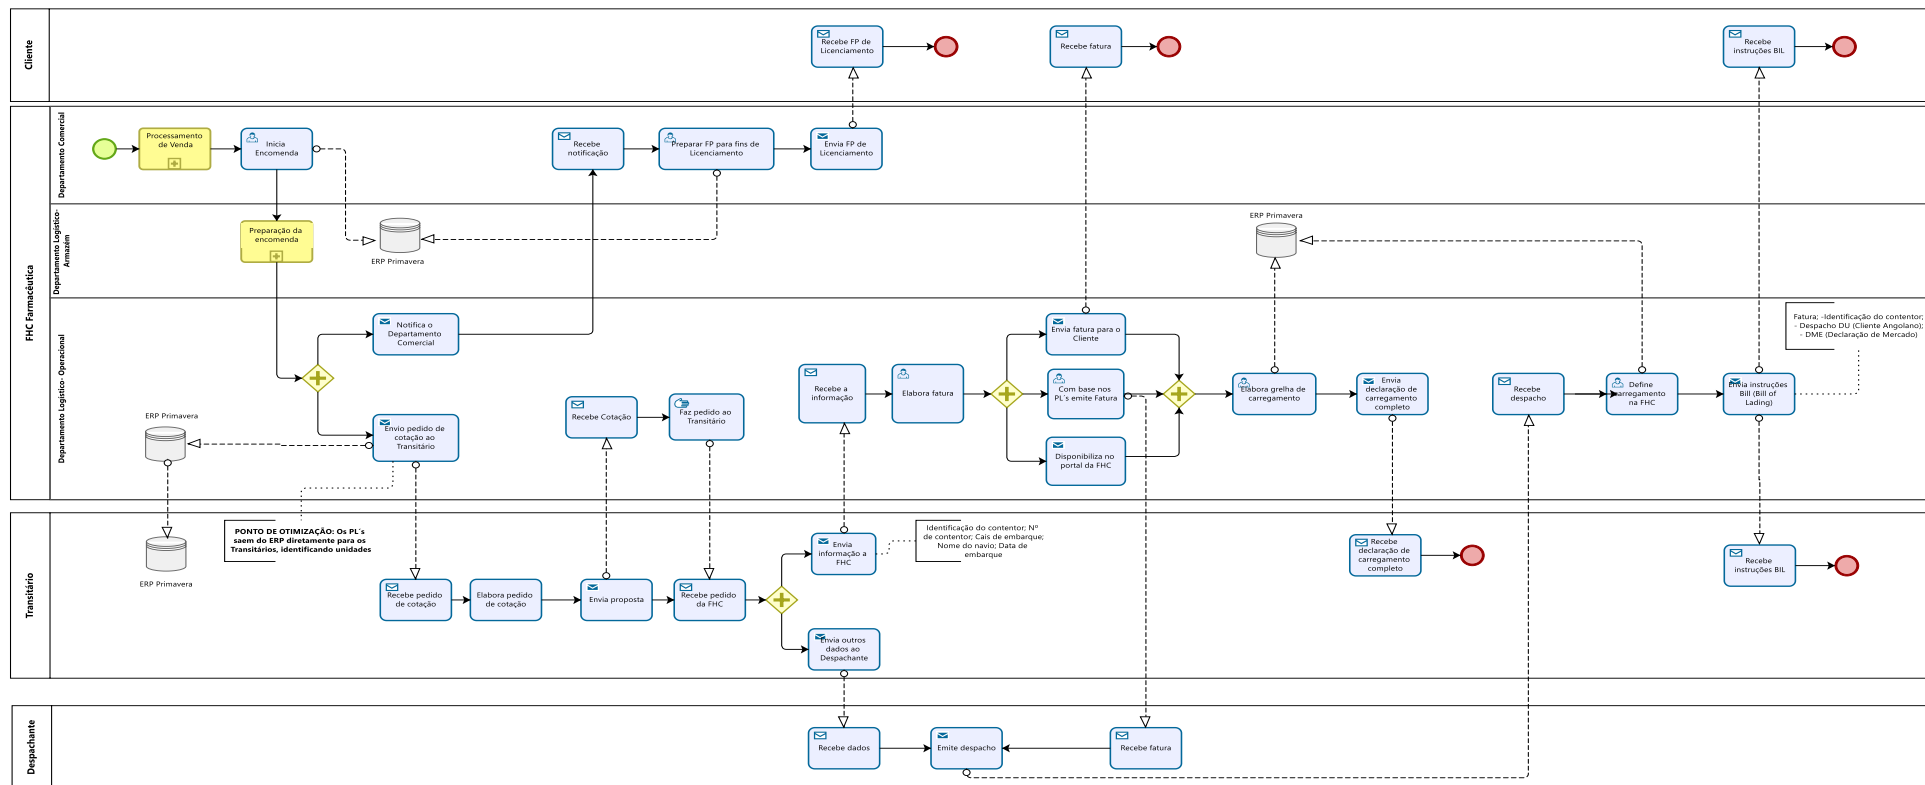 Cliente
Recebe FP de
Licenciamento
Recebe fatura
Recebe
instruções BIL
FHC Farmacêutica
Departamento Comercial
Processamento
de Venda
Inicia
Encomenda
Recebe
notificação
Preparar FP para fins de
Licenciamento
Envia FP de
Licenciamento
Departamento Logístico-
Armazém
Preparação da
encomenda
ERP Primavera
ERP Primavera
Departamento Logístico- Operacional
Notifica o
Departamento
Comercial
ERP Primavera
Envio pedido de
cotação ao
Transitário
Recebe Cotação
Faz pedido ao
Transitário
Recebe a
informação
Elabora fatura
Envia fatura para o
Cliente
Com base nos
PL´s emite Fatura
Disponibiliza no
portal da FHC
Elabora grelha de
carregamento
Envia
declaração de
carregamento
completo
Recebe
despacho
Define
carregamento
na FHC
Envia instruções
Bill (Bill of
Lading)
Fatura; -Identificação do contentor;
- Despacho DU (Cliente Angolano);
- DME (Declaração de Mercado)
Transitário
ERP Primavera
PONTO DE OTIMIZAÇÃO: Os PL´s
saem do ERP diretamente para os
Transitários, identificando unidades
Recebe pedido
de cotação
Elabora pedido
de cotação
Envia proposta
Recebe pedido
da FHC
Envia
informação a
FHC
Identificação do contentor; Nº
de contentor; Cais de embarque;
Nome do navio; Data de
embarque
Envia outros
dados ao
Despachante
Recebe
declaração de
carregamento
completo
Recebe
instruções BIL
Despachante
Recebe dados
Emite despacho
Recebe fatura